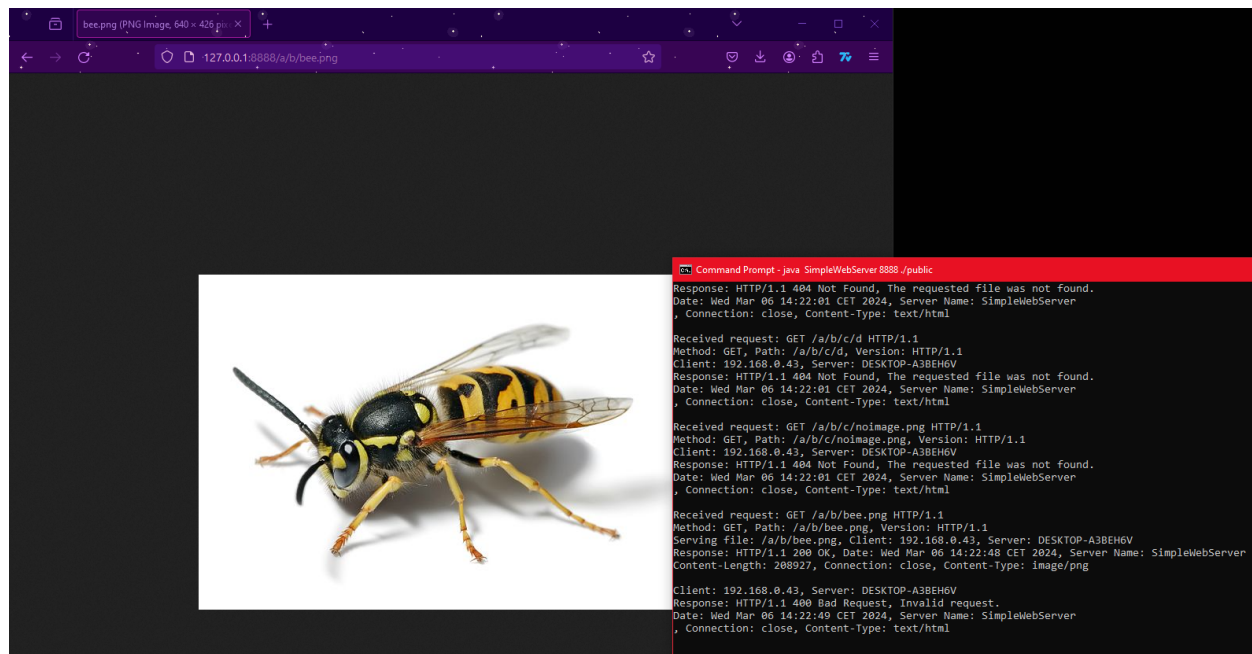 bee.png (PNG Image, 640 × 426 pix
127.0.0.1:8888/a/b/bee.png
Command Prompt - java SimpleWebServer 8888 ./public
Response: HTTP/1.1 404 Not Found, The requested file was not found.
Date: Wed Mar 06 14:22:01 CET 2024, Server Name: SimpleWebServer
, Connection: close, Content-Type: text/html
Received request: GET /a/b/c/d HTTP/1.1
Method: GET, Path: /a/b/c/d, Version: HTTP/1.1
Client: 192.168.0.43, Server: DESKTOP-A3BEH6V
Response: HTTP/1.1 404 Not Found, The requested file was not found.
Date: Wed Mar 06 14:22:01 CET 2024, Server Name: SimpleWebServer
, Connection: close, Content-Type: text/html
Received request: GET /a/b/c/noimage.png HTTP/1.1
Method: GET, Path: /a/b/c/noimage.png, Version: HTTP/1.1
Client: 192.168.0.43, Server: DESKTOP-A3BEH6V
Response: HTTP/1.1 404 Not Found, The requested file was not found.
Date: Wed Mar 06 14:22:01 CET 2024, Server Name: SimpleWebServer
, Connection: close, Content-Type: text/html
Received request: GET /a/b/bee.png HTTP/1.1
Method: GET, Path: /a/b/bee.png, Version: HTTP/1.1
Serving file: /a/b/bee.png, Client: 192.168.0.43, Server: DESKTOP-A3BEH6V
Response: HTTP/1.1 200 OK, Date: Wed Mar 06 14:22:48 CET 2024, Server Name: SimpleWebServer
Content-Length: 208927, Connection: close, Content-Type: image/png
Client: 192.168.0.43, Server: DESKTOP-A3BEH6V
Response: HTTP/1.1 400 Bad Request, Invalid request.
Date: Wed Mar 06 14:22:49 CET 2024, Server Name: SimpleWebServer
, Connection: close, Content-Type: text/html